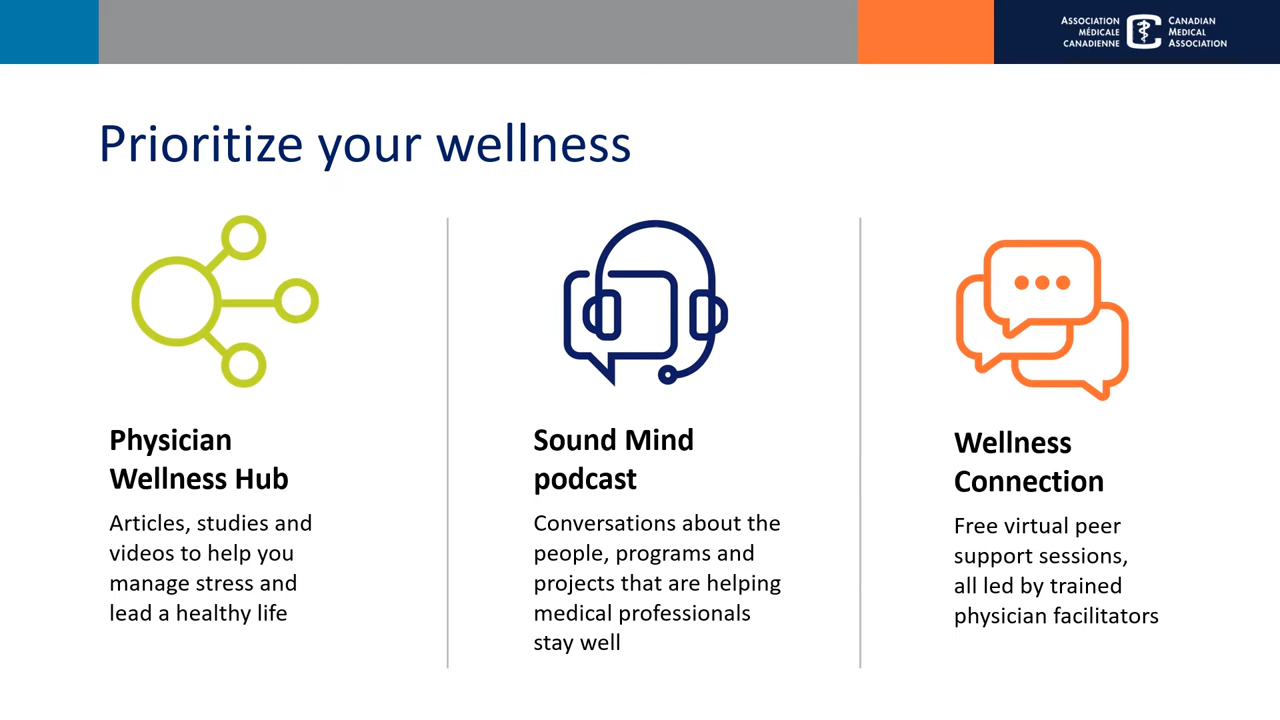 ASSOCIATION
MÉDICALE
CANADIENNE
CANADIAN
MEDICAL
ASSOCIATION
Prioritize your wellness
Physician
Wellness Hub
Articles, studies and
videos to help you
manage stress and
lead a healthy life
Sound Mind
podcast
Conversations about the
people, programs and
projects that are helping
medical professionals
stay well
Wellness
Connection
Free virtual peer
support sessions,
all led by trained
physician facilitators